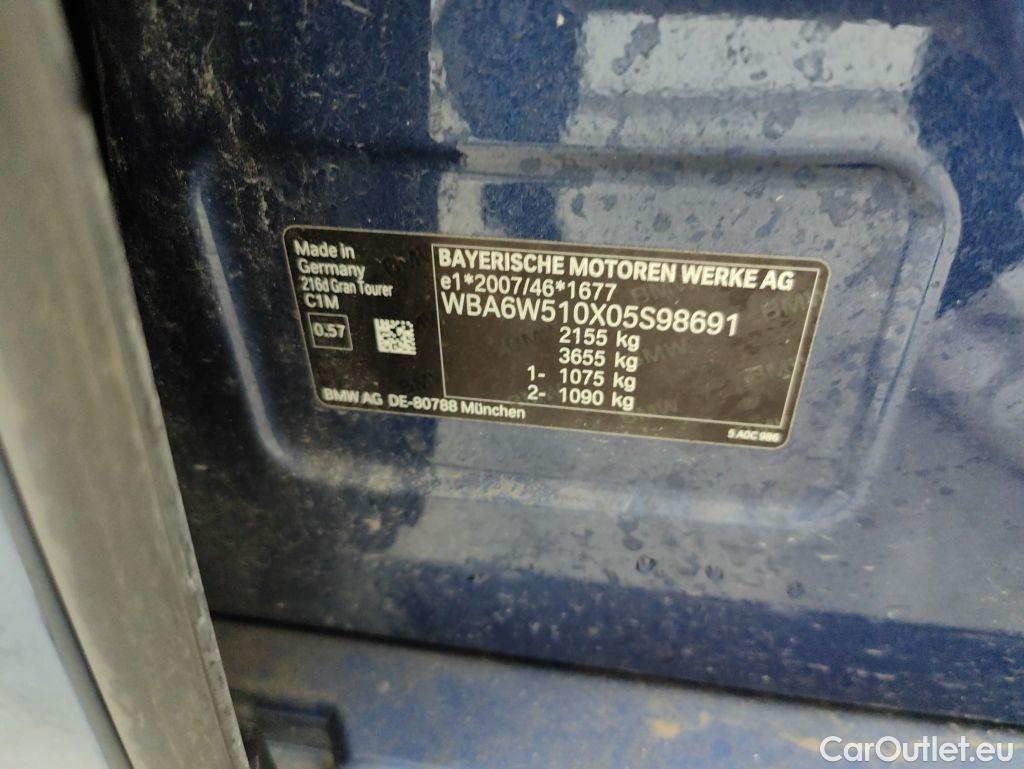 Made in
Germany
216d Gran Tourer
C1M
0.57
BAYERISCHE MOTOREN WERKE AG
e1*2007/46*1677
WBA6W510X05S98691
2155 kg
3655 kg
1- 1075 kg
2- 1090 kg
BMW AG DE-80788 München
5 A0C 986
CarOutlet.eu